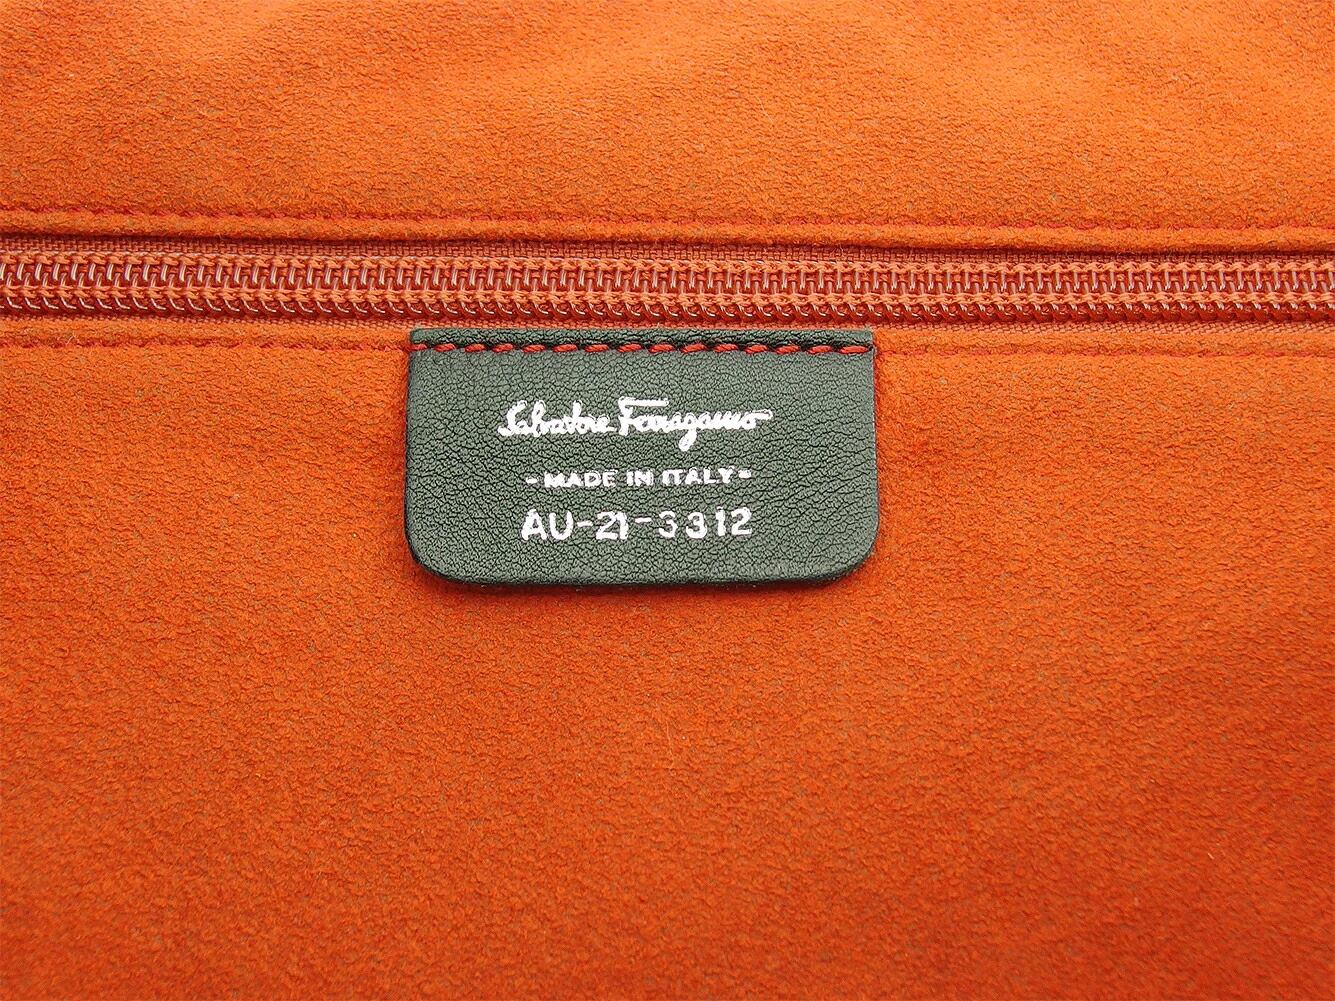 Salvatore Ferragamo
-MADE IN ITALY-
AU-21-3312